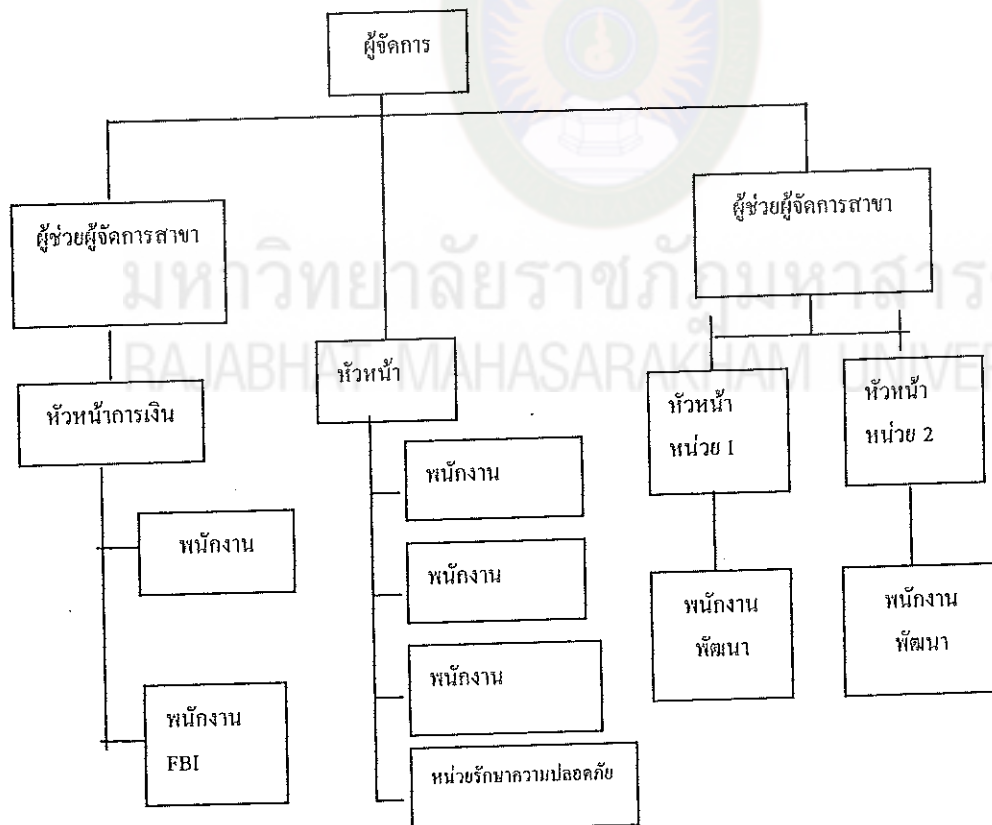 ผู้จัดการ
ผู้ช่วยผู้จัดการสาขา
ผู้ช่วยผู้จัดการสาขา
มหาวิทยาลัยราชภัฏมหาสาร
RAJABHAT MAHASARAKHAM UNIVER
หัวหน้าการเงิน
หัวหน้า
หัวหน้า
หน่วย 1
หัวหน้า
หน่วย 2
พนักงาน
พนักงาน
FBI
พนักงาน
พนักงาน
พนักงาน
หน่วยรักษาความปลอดภัย
พนักงาน
พัฒนา
พนักงาน
พัฒนา